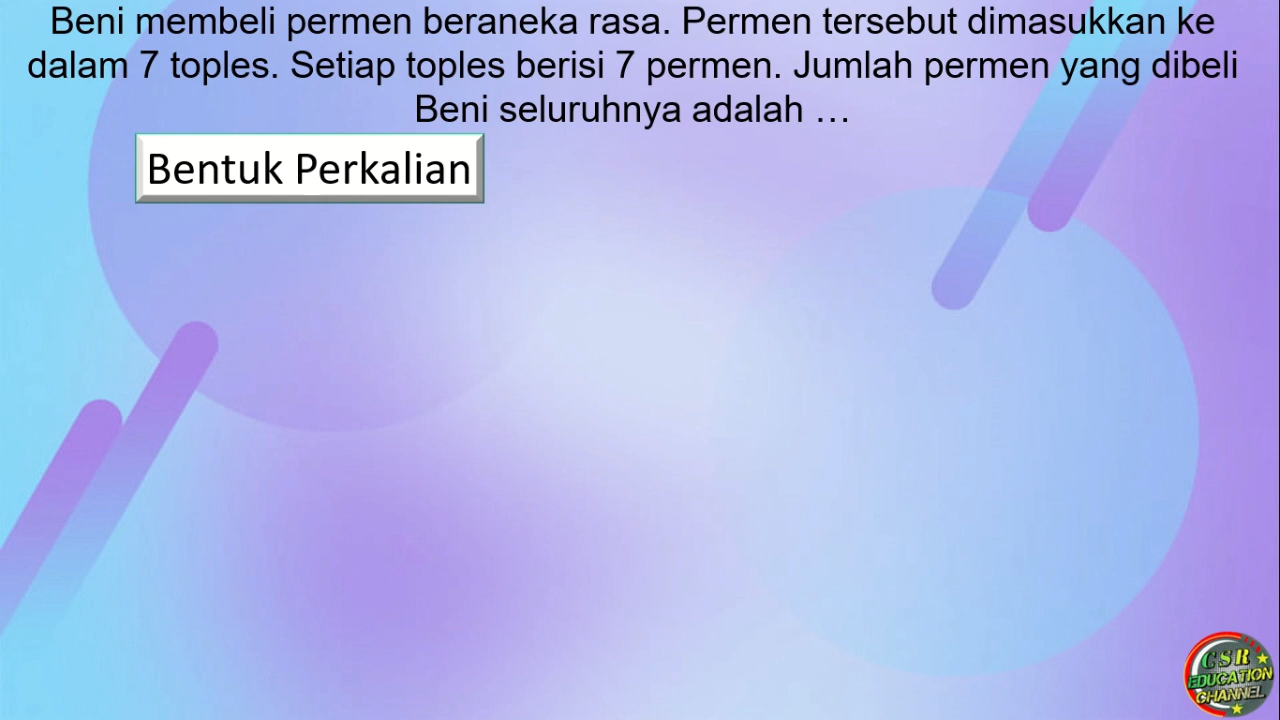 Beni membeli permen beraneka rasa. Permen tersebut dimasukkan ke
dalam 7 toples. Setiap toples berisi 7 permen. Jumlah permen yang dibeli
Beni seluruhnya adalah …
Bentuk Perkalian
CSR
EDUCATION
CHANNEL